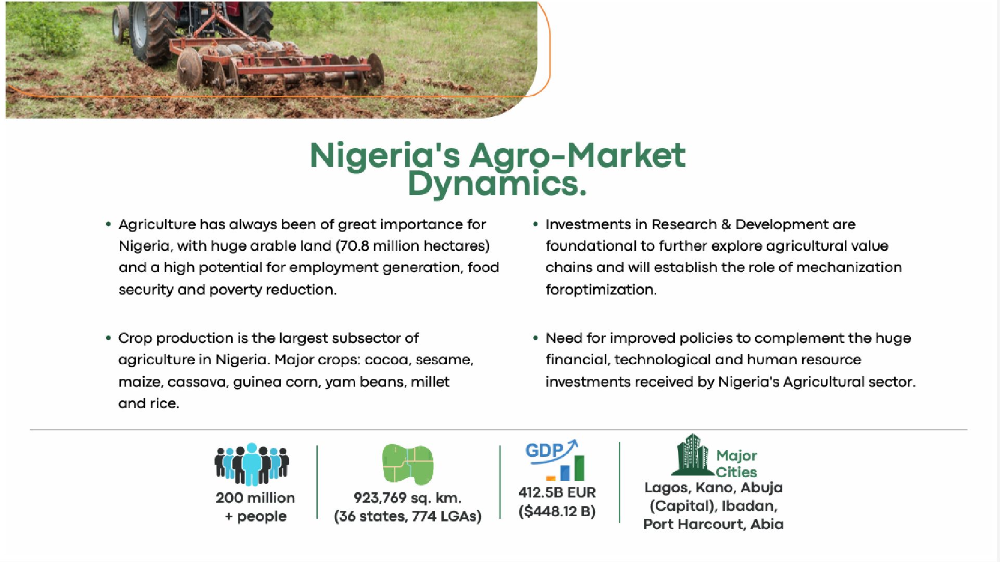 Nigeria's Agro-Market
Dynamics.
• Agriculture has always been of great importance for
Nigeria, with huge arable land (70.8 million hectares)
and a high potential for employment generation, food
security and poverty reduction.
• Crop production is the largest subsector of
agriculture in Nigeria. Major crops: cocoa, sesame,
maize, cassava, guinea corn, yam beans, millet
and rice.
• Investments in Research & Development are
foundational to further explore agricultural value
chains and will establish the role of mechanization
foroptimization.
• Need for improved policies to complement the huge
financial, technological and human resource
investments received by Nigeria's Agricultural sector.
200 million
+ people
923,769 sq. km.
(36 states, 774 LGAs)
GDP
412.5B EUR
($448.12 B)
Major
Cities
Lagos, Kano, Abuja
(Capital), Ibadan,
Port Harcourt, Abia